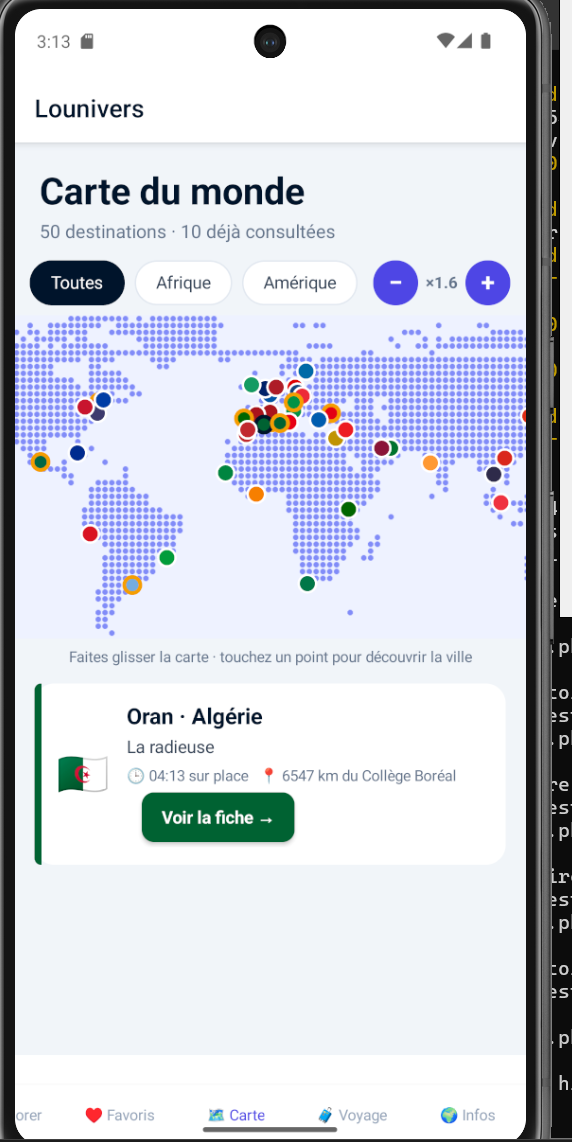 3:13
Lounivers
Carte du monde
50 destinations · 10 déjà consultées
Toutes Afrique Amérique − ×1.6 +
Faites glisser la carte · touchez un point pour découvrir la ville
Oran · Algérie
La radieuse
🕒 04:13 sur place 📍 6547 km du Collège Boréal
Voir la fiche →
orer ❤️ Favoris 🗺️ Carte 🧳 Voyage 🌍 Infos